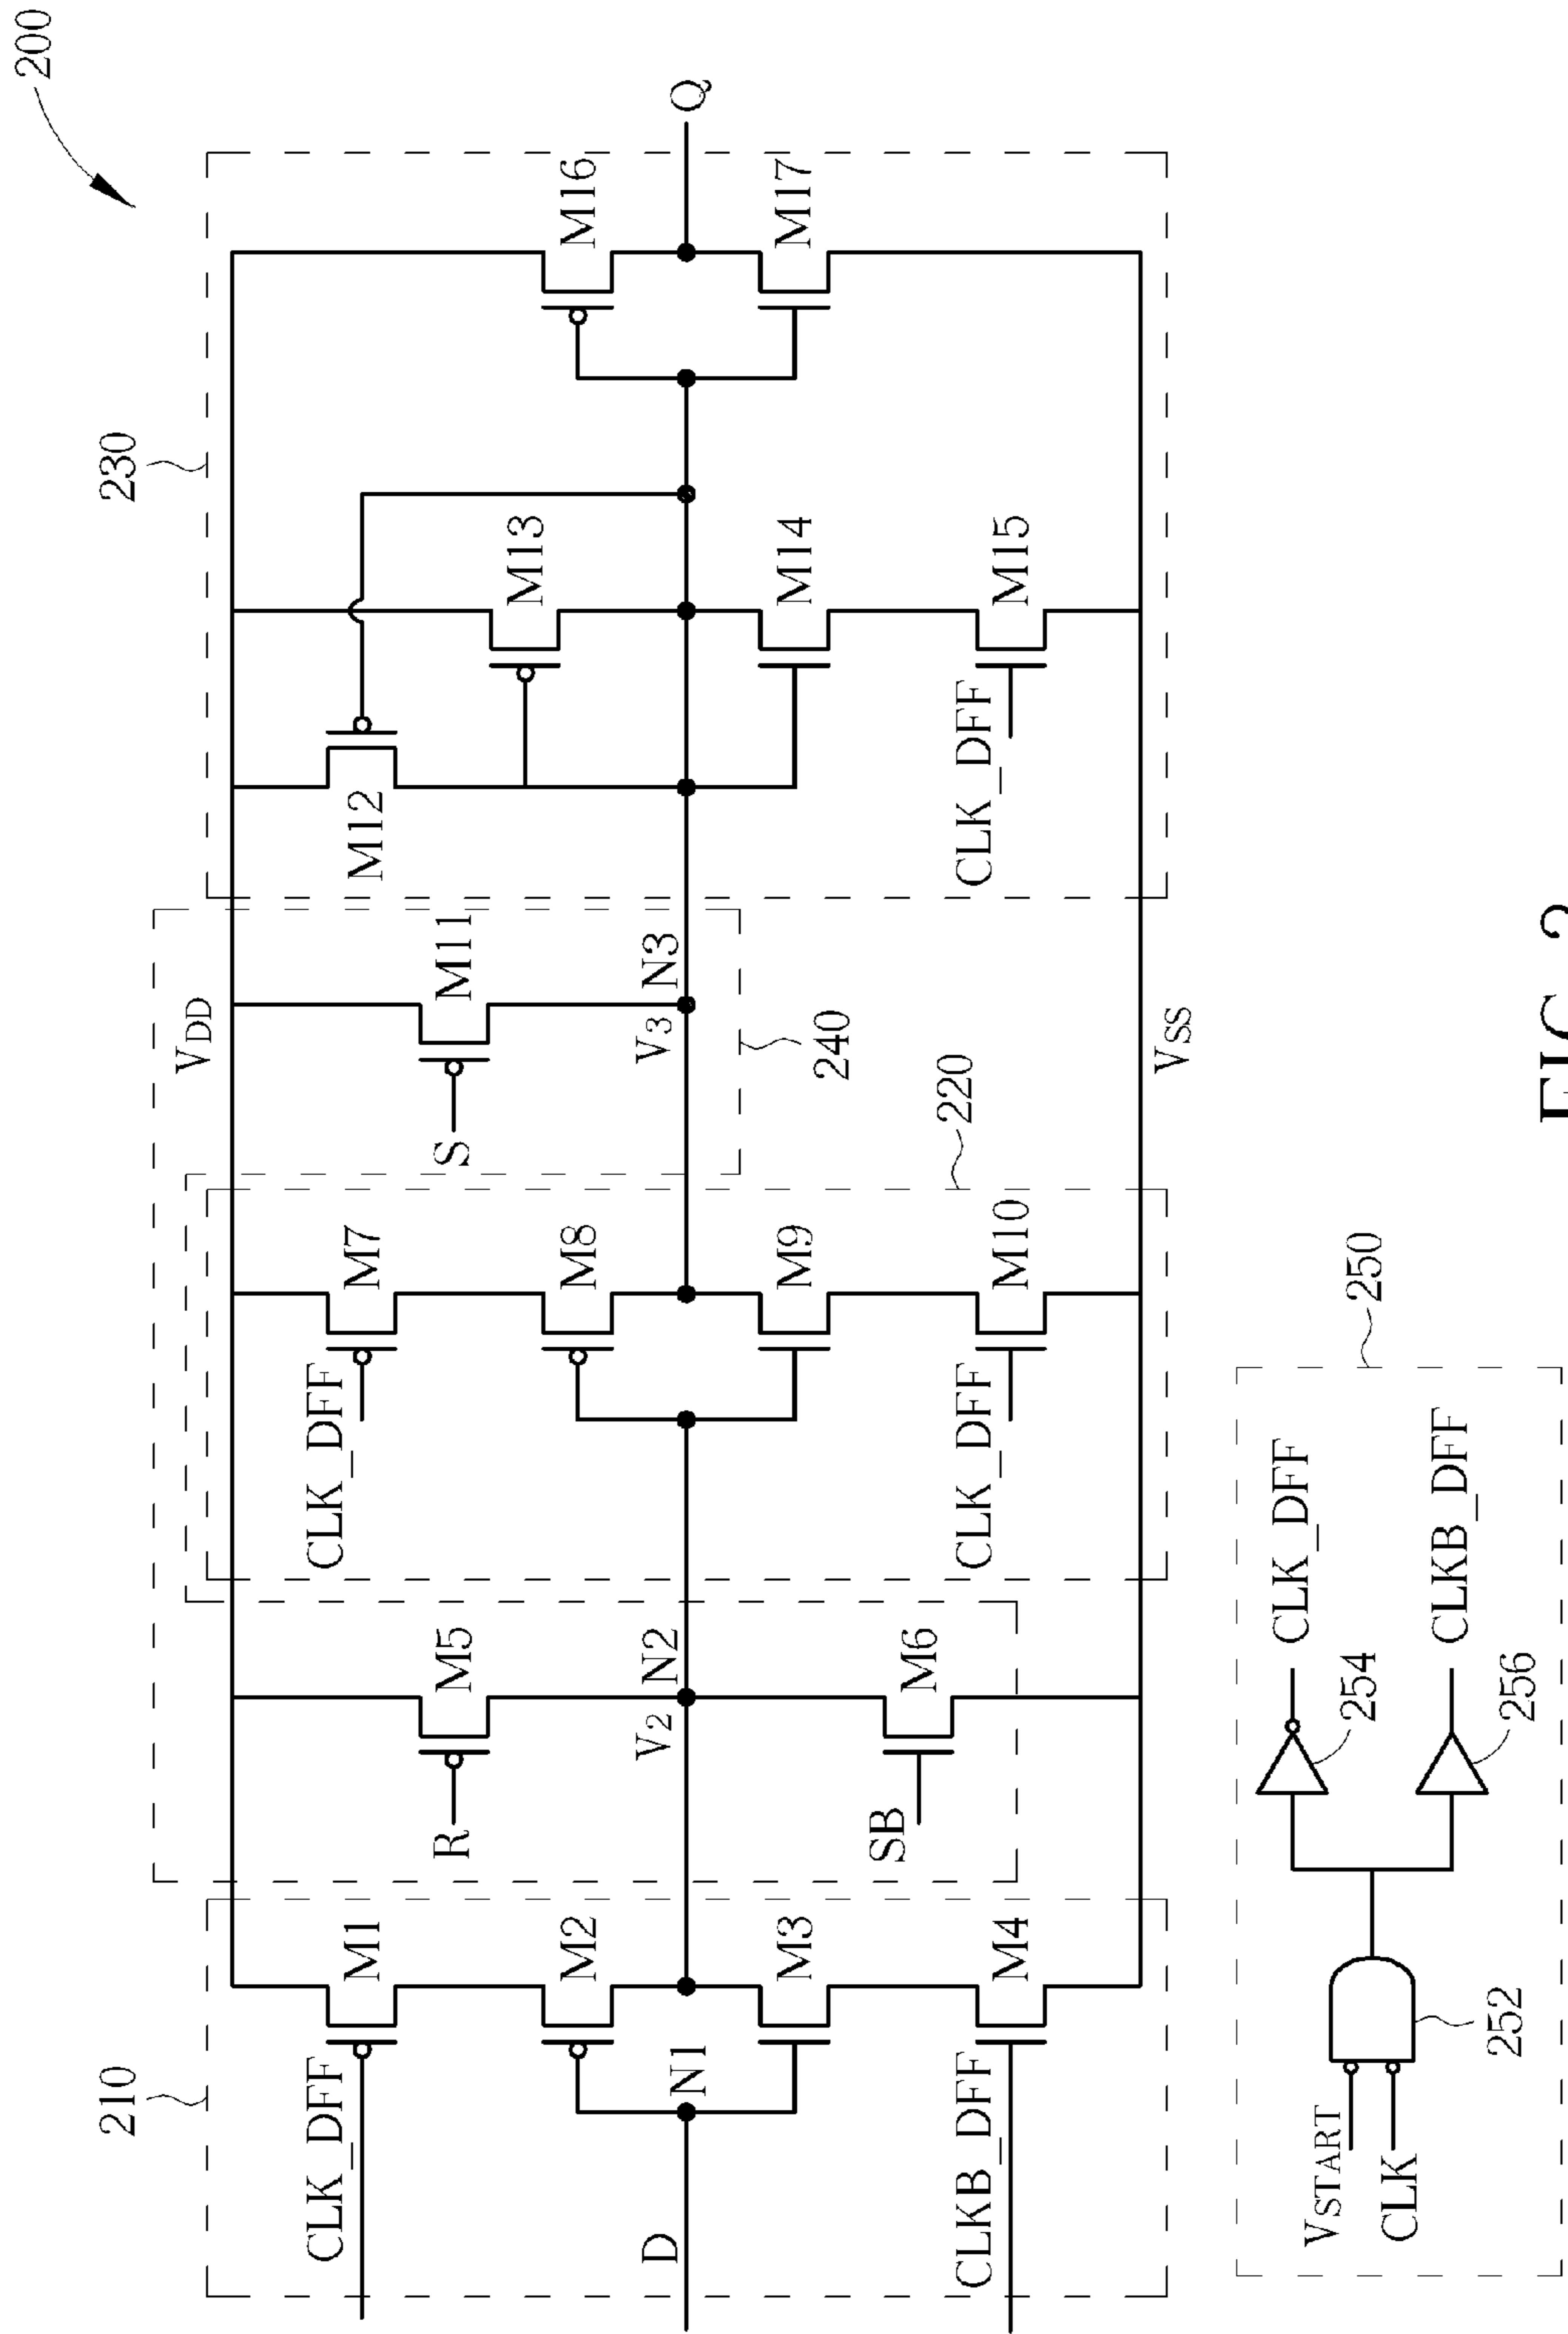 200
230
VDD
M12
M13
M16
Q
M11
S
V3
N3
240
M14
M17
CLK_DFF
M15
VSS
M7
CLK_DFF
M8
M9
220
CLK_DFF
M10
R
M5
V2
N2
SB
M6
210
CLK_DFF
M1
M2
D
N1
M3
CLKB_DFF
M4
250
VSTART
CLK
252
254
CLK_DFF
256
CLKB_DFF